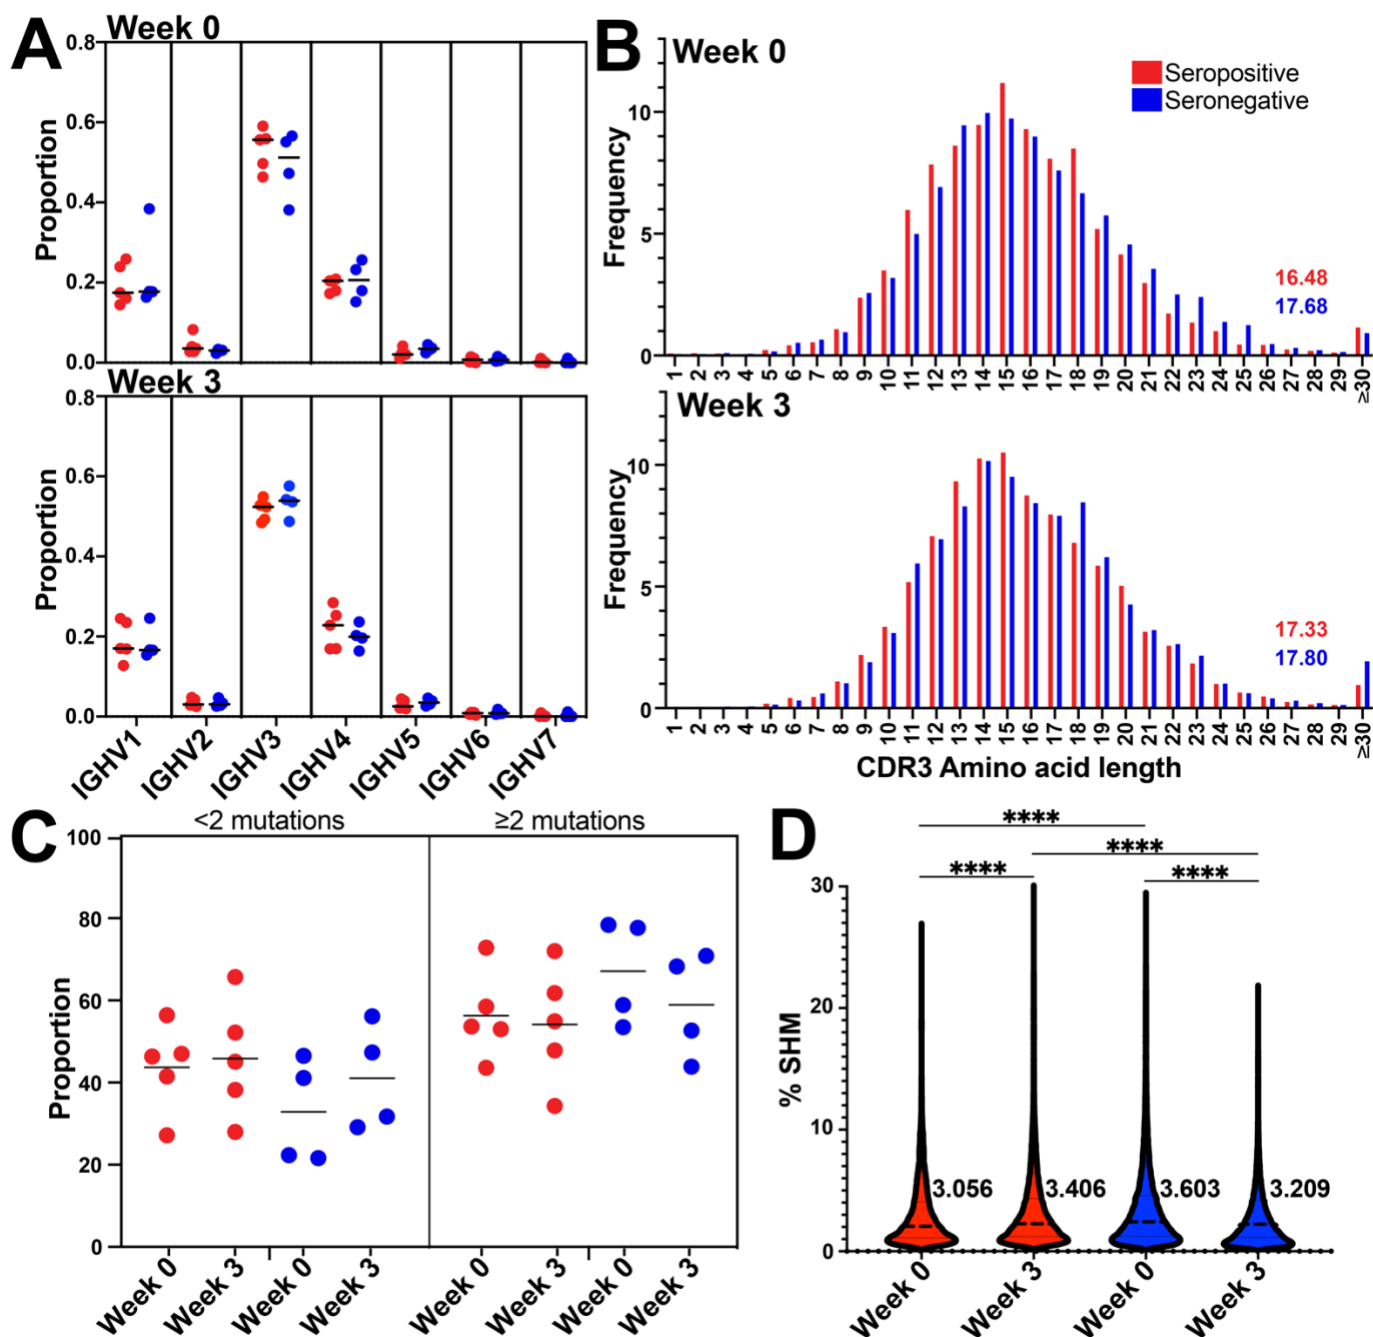 A
Week 0
0.8
0.6
0.4
0.2
0.0
Proportion
Week 3
0.8
0.6
0.4
0.2
0.0
Proportion
IGHV1 IGHV2 IGHV3 IGHV4 IGHV5 IGHV6 IGHV7
B
Week 0
Seropositive
Seronegative
10
5
0
Frequency
16.48
17.68
1 2 3 4 5 6 7 8 9 10 11 12 13 14 15 16 17 18 19 20 21 22 23 24 25 26 27 28 29 ≥30
Week 3
10
5
0
Frequency
17.33
17.80
1 2 3 4 5 6 7 8 9 10 11 12 13 14 15 16 17 18 19 20 21 22 23 24 25 26 27 28 29 ≥30
CDR3 Amino acid length
C
<2 mutations ≥2 mutations
100
80
60
40
20
0
Proportion
Week 0 Week 3 Week 0 Week 3 Week 0 Week 3 Week 0 Week 3
D
****
****
**** ****
30
20
10
0
% SHM
3.056 3.406 3.603 3.209
Week 0 Week 3 Week 0 Week 3